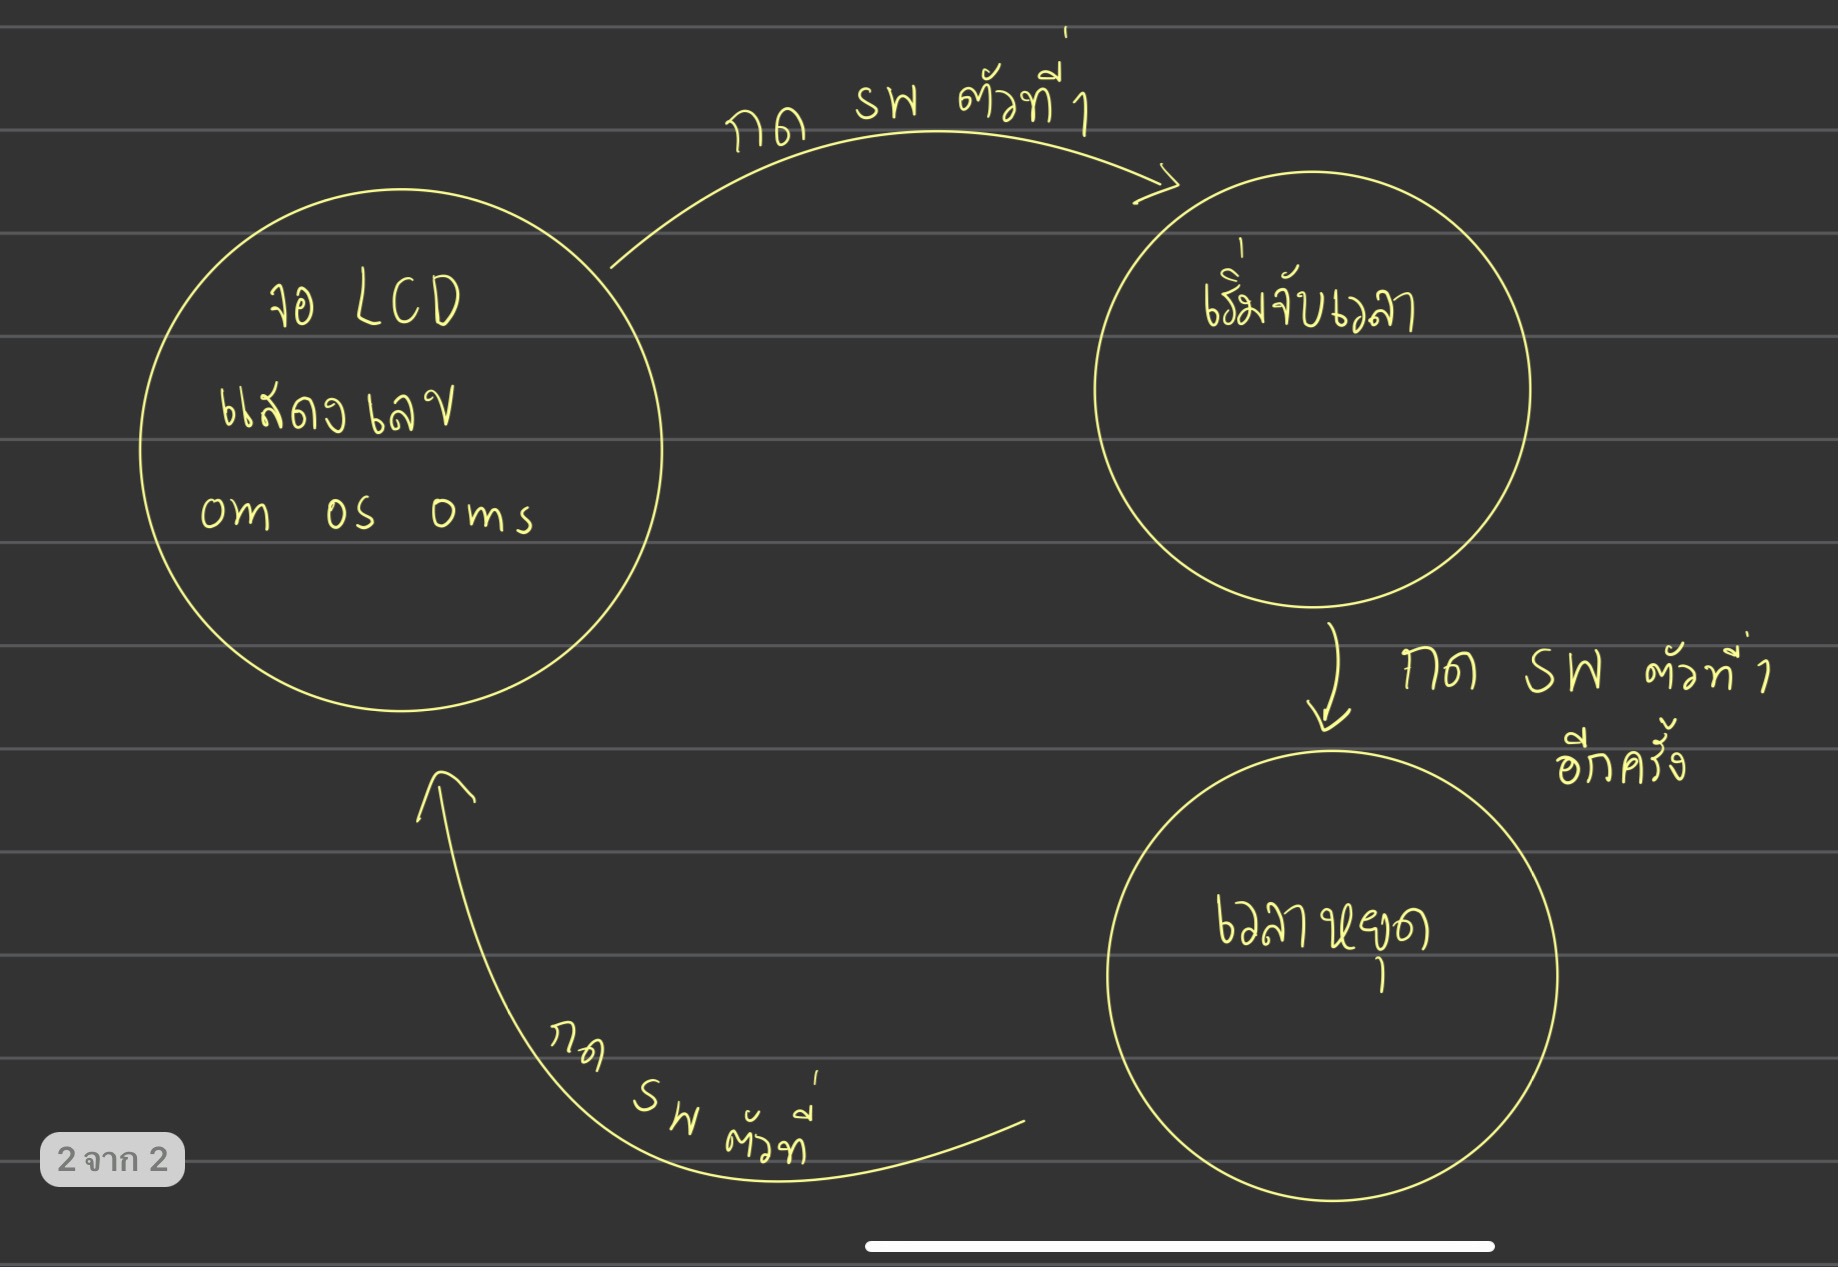 กด SW ตัวที่ 1
จอ LCD
แสดงเลข
0m 0s 0ms
เริ่มจับเวลา
กด SW ตัวที่ 1
อีกครั้ง
เวลาหยุด
กด SW ตัวที่
2 จาก 2